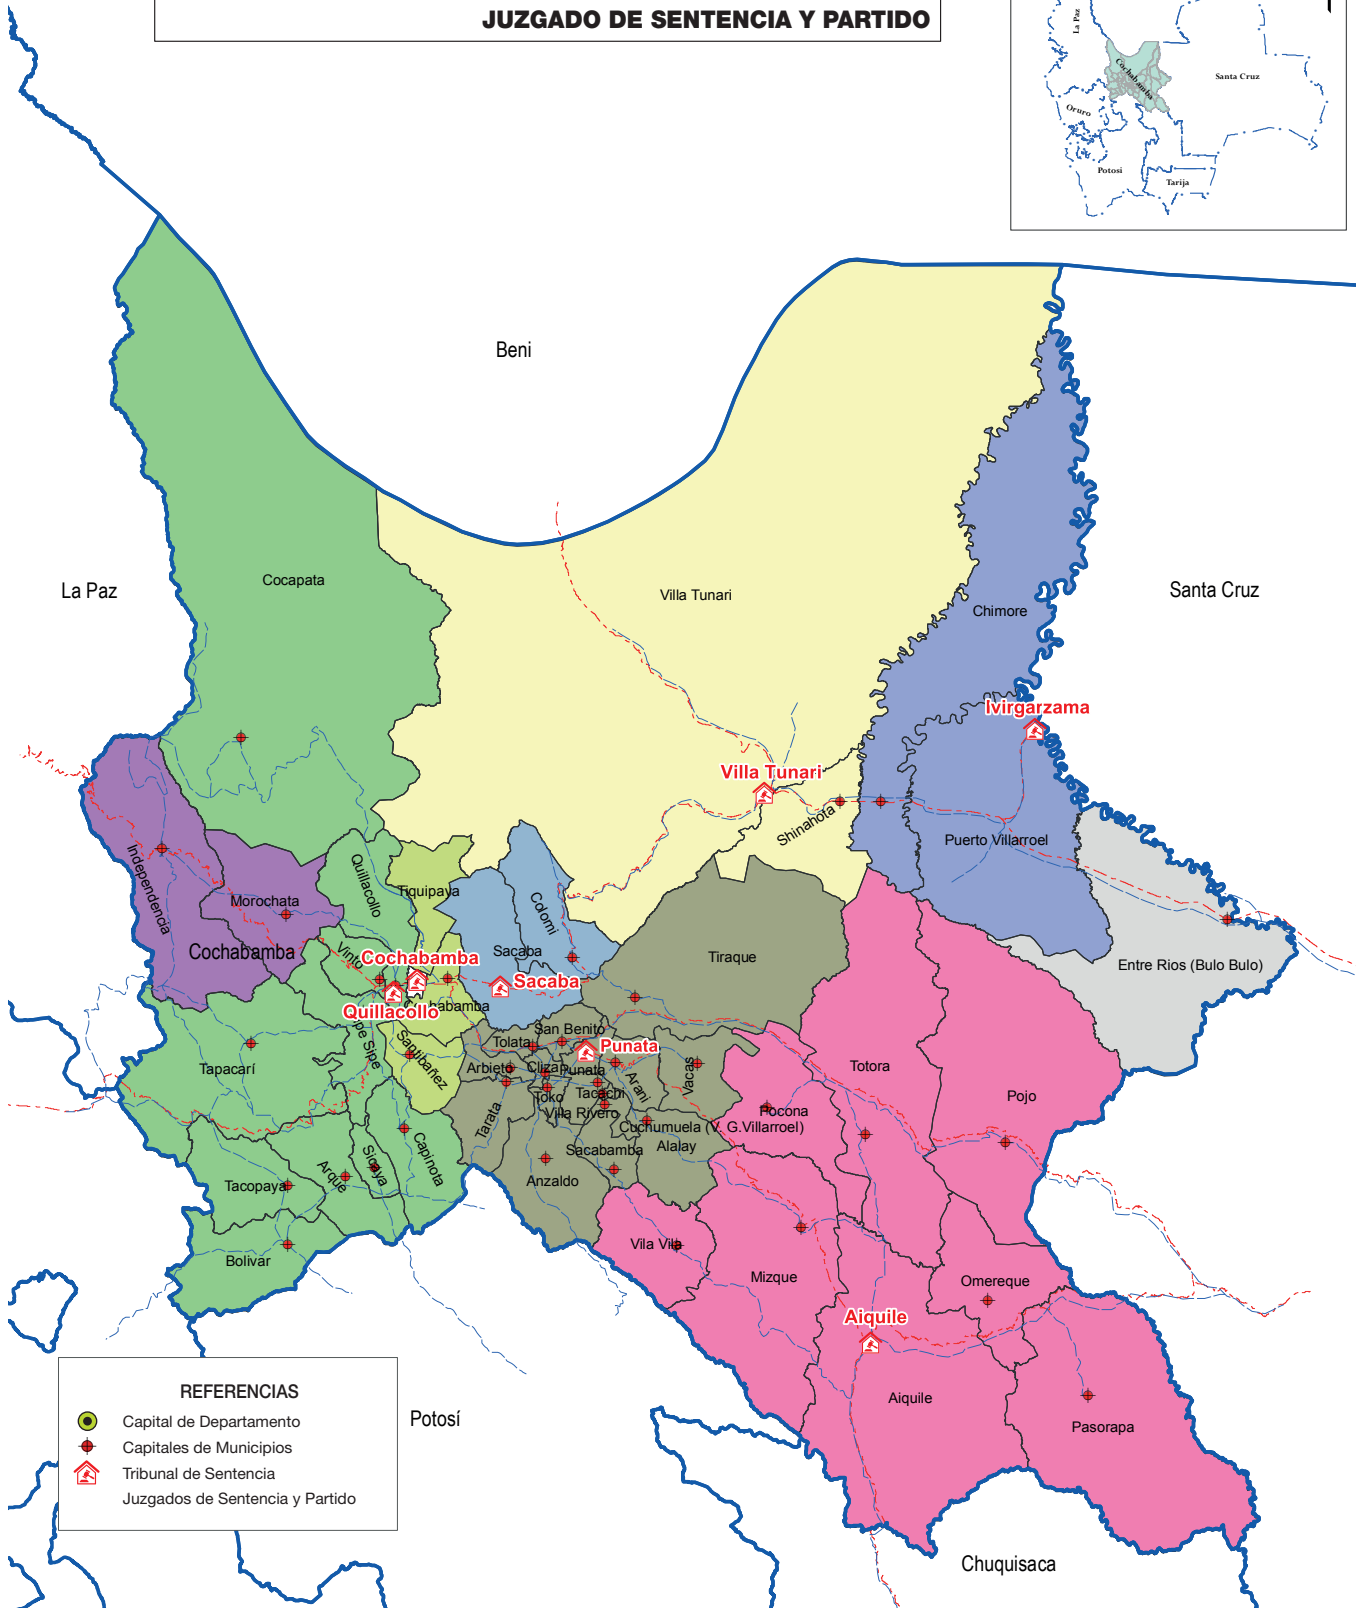 JUZGADO DE SENTENCIA Y PARTIDO
La Paz
Cochabamba
Santa Cruz
Oruro
Potosi
Tarija
Beni
La Paz
Cocapata
Villa Tunari
Santa Cruz
Chimore
Ivirgarzama
Villa Tunari
Shinahota
Puerto Villarroel
Independencia
Quillacollo
Tiquipaya
Morochata
Colomi
Cochabamba
Vinto
Cochabamba
Sacaba
Tiraque
Entre Rios (Bulo Bulo)
Sacaba
Quillacollo
San Benito
Tolata
Punata
Santibañez
Tapacarí
Arbieto
Cliza
Punata
Arani
Vacas
Totora
Pojo
Toko
Tacachi
Villa Rivero
Tarata
Pocona
Cuchumuela (V. G.Villarroel)
Alalay
Sacabamba
Anzaldo
Capinota
Sicaya
Arque
Tacopaya
Bolivar
Vila Vila
Mizque
Omereque
Aiquile
Aiquile
Pasorapa
REFERENCIAS
Capital de Departamento
Capitales de Municipios
Tribunal de Sentencia
Juzgados de Sentencia y Partido
Potosí
Chuquisaca